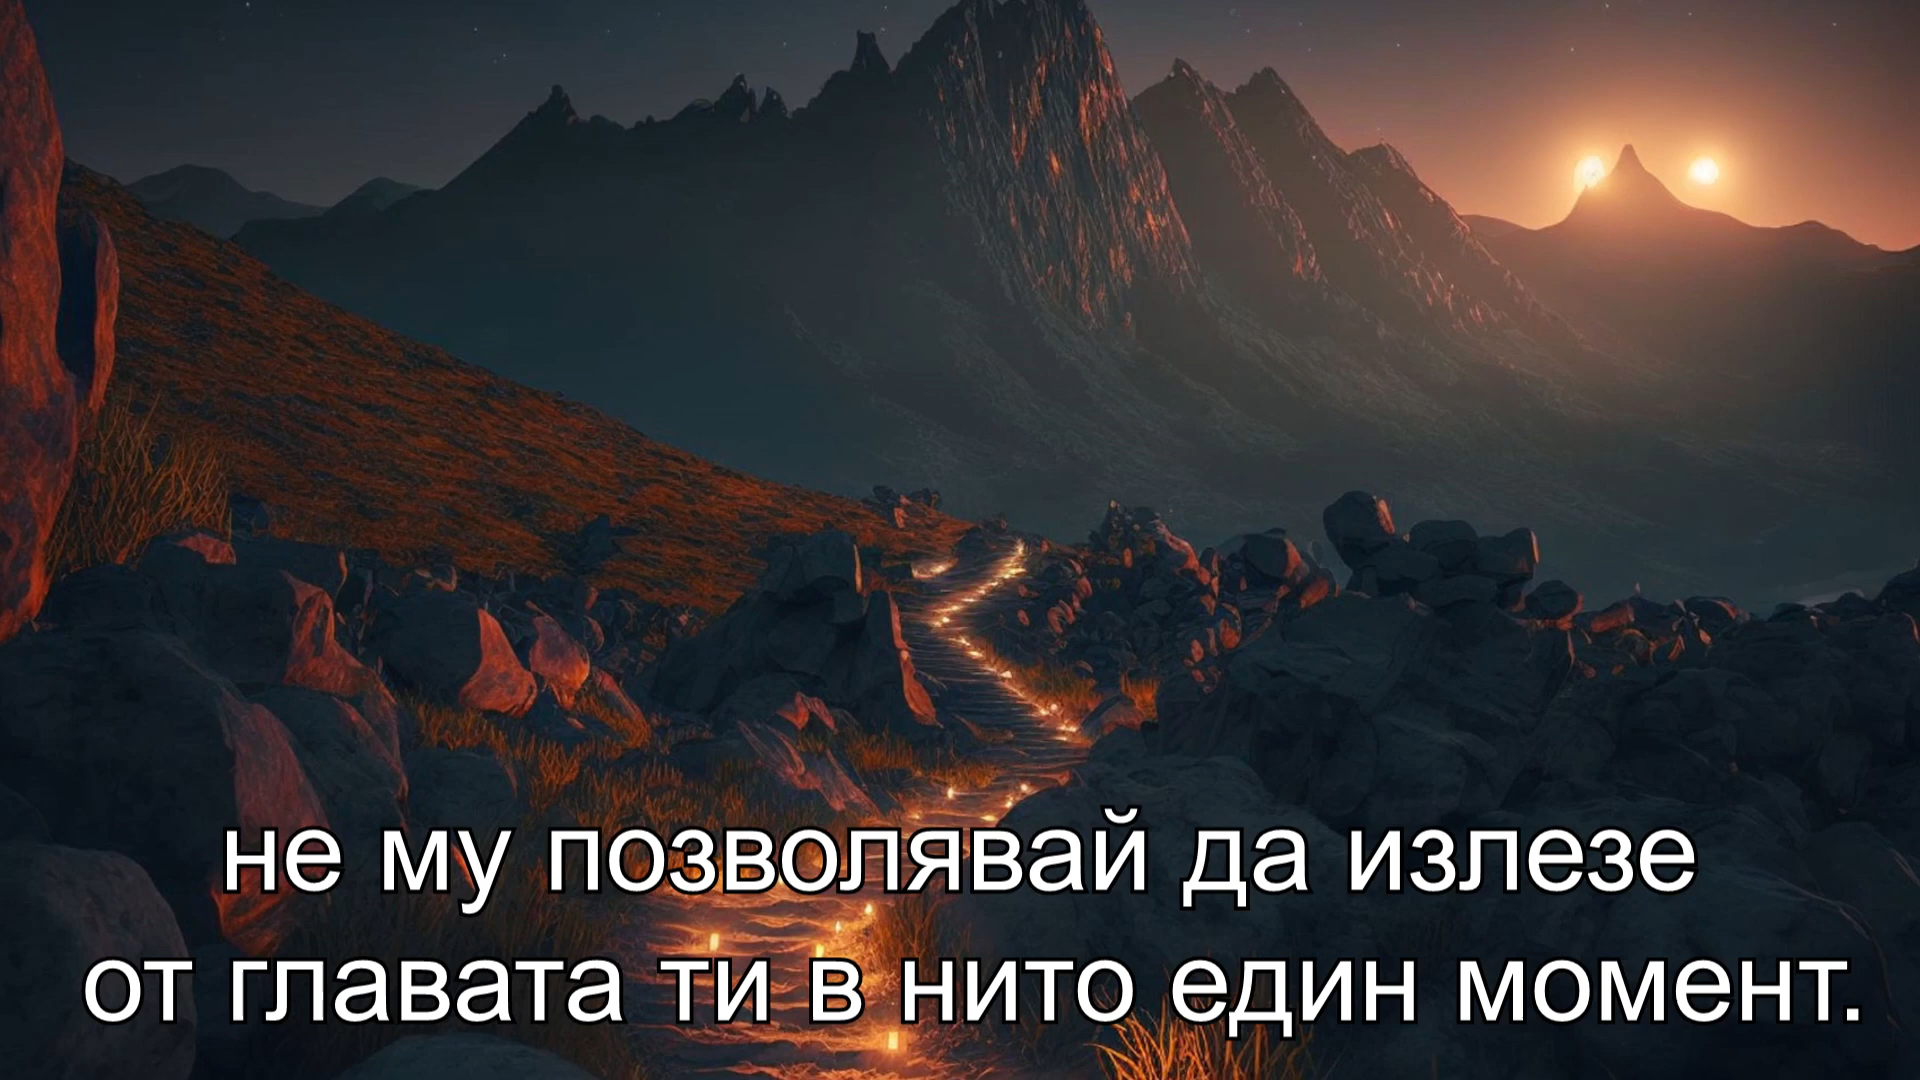 не му позволявай да излезе
от главата ти в нито един момент.